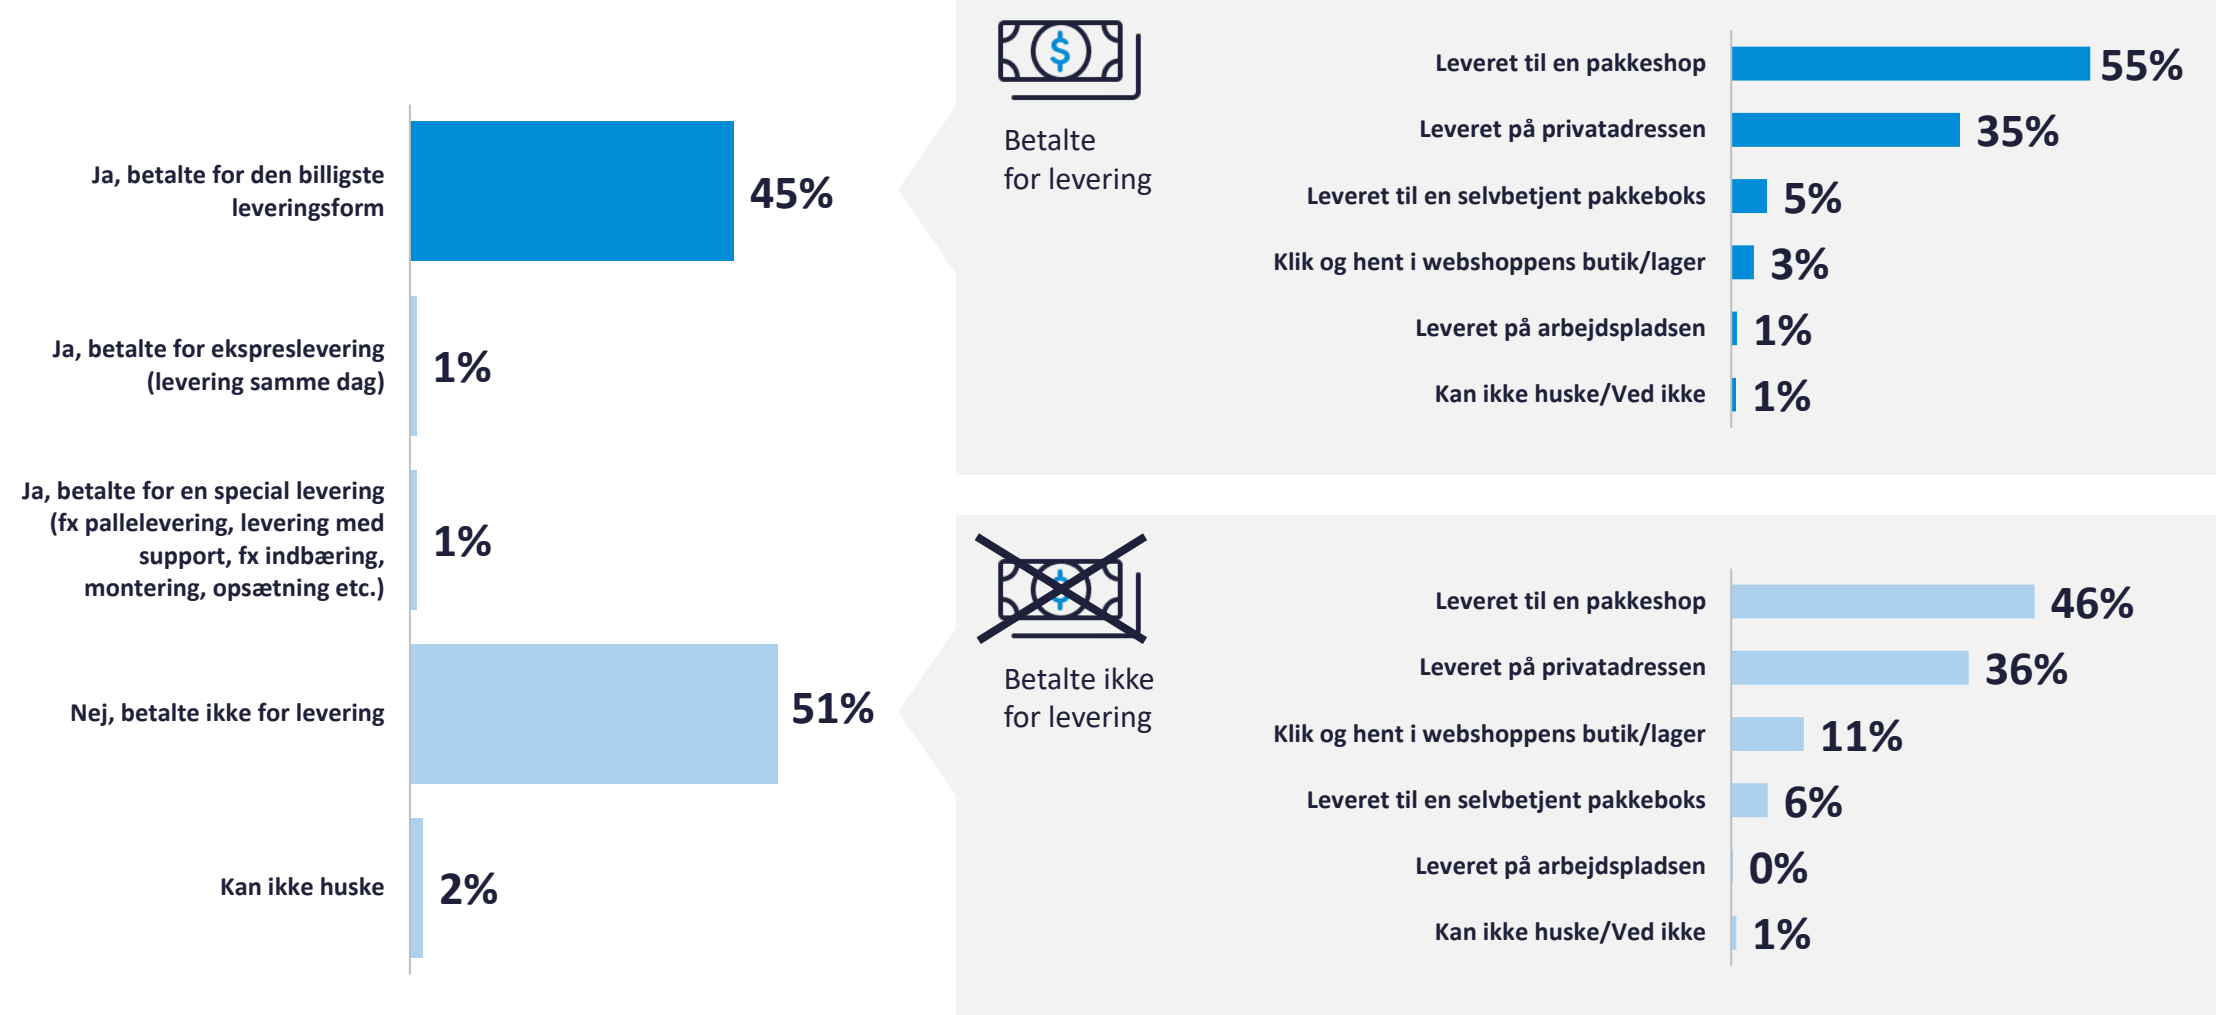 Ja, betalte for den billigste
leveringsform
45%
Ja, betalte for ekspreslevering
(levering samme dag)
1%
Ja, betalte for en special levering
(fx pallelevering, levering med
support, fx indbæring,
montering, opsætning etc.)
1%
Nej, betalte ikke for levering
51%
Kan ikke huske
2%
$
Betalte
for levering
Leveret til en pakkeshop
55%
Leveret på privatadressen
35%
Leveret til en selvbetjent pakkeboks
5%
Klik og hent i webshoppens butik/lager
3%
Leveret på arbejdspladsen
1%
Kan ikke huske/Ved ikke
1%
$
Betalte ikke
for levering
Leveret til en pakkeshop
46%
Leveret på privatadressen
36%
Klik og hent i webshoppens butik/lager
11%
Leveret til en selvbetjent pakkeboks
6%
Leveret på arbejdspladsen
0%
Kan ikke huske/Ved ikke
1%